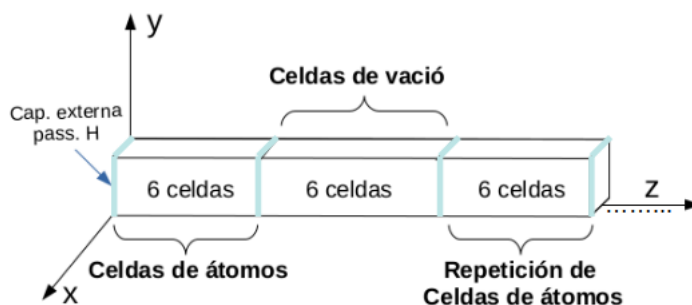 y
Celdas de vació
Cap. externa
pass. H
6 celdas
6 celdas
6 celdas
z
Celdas de átomos
Repetición de
Celdas de átomos
x